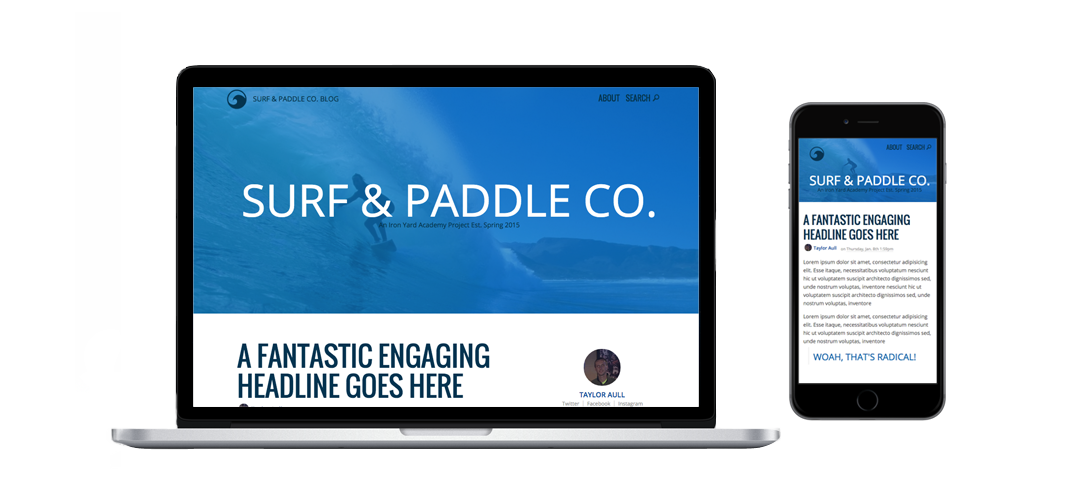 SURF & PADDLE CO. BLOG
ABOUT SEARCH
SURF & PADDLE CO.
An Iron Yard Academy Project Est. Spring 2015
A FANTASTIC ENGAGING
HEADLINE GOES HERE
TAYLOR AULL
Twitter | Facebook | Instagram
ABOUT SEARCH
SURF & PADDLE CO.
An Iron Yard Academy Project Est. Spring 2015
A FANTASTIC ENGAGING
HEADLINE GOES HERE
Taylor Aull on Thursday, Jan. 8th 1:59pm
Lorem ipsum dolor sit amet, consectetur adipisicing
elit. Esse itaque, necessitatibus voluptatum nesciunt
hic ut laborum suscipit architecto dignissimos sed,
unde nostrum voluptas, inventore nesciunt hic ut
voluptatem suscipit architecto dignissimos sed, unde
nostrum voluptas, inventore
Lorem ipsum dolor sit amet, consectetur adipisicing
elit. Esse itaque, necessitatibus voluptatum nesciunt
hic ut voluptatem suscipit architecto dignissimos sed,
unde nostrum voluptas, inventore
WOAH, THAT'S RADICAL!